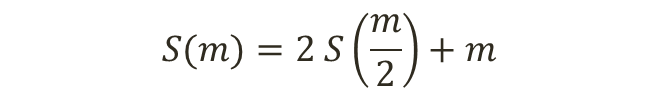 S(m) = 2 S(m/2) + m